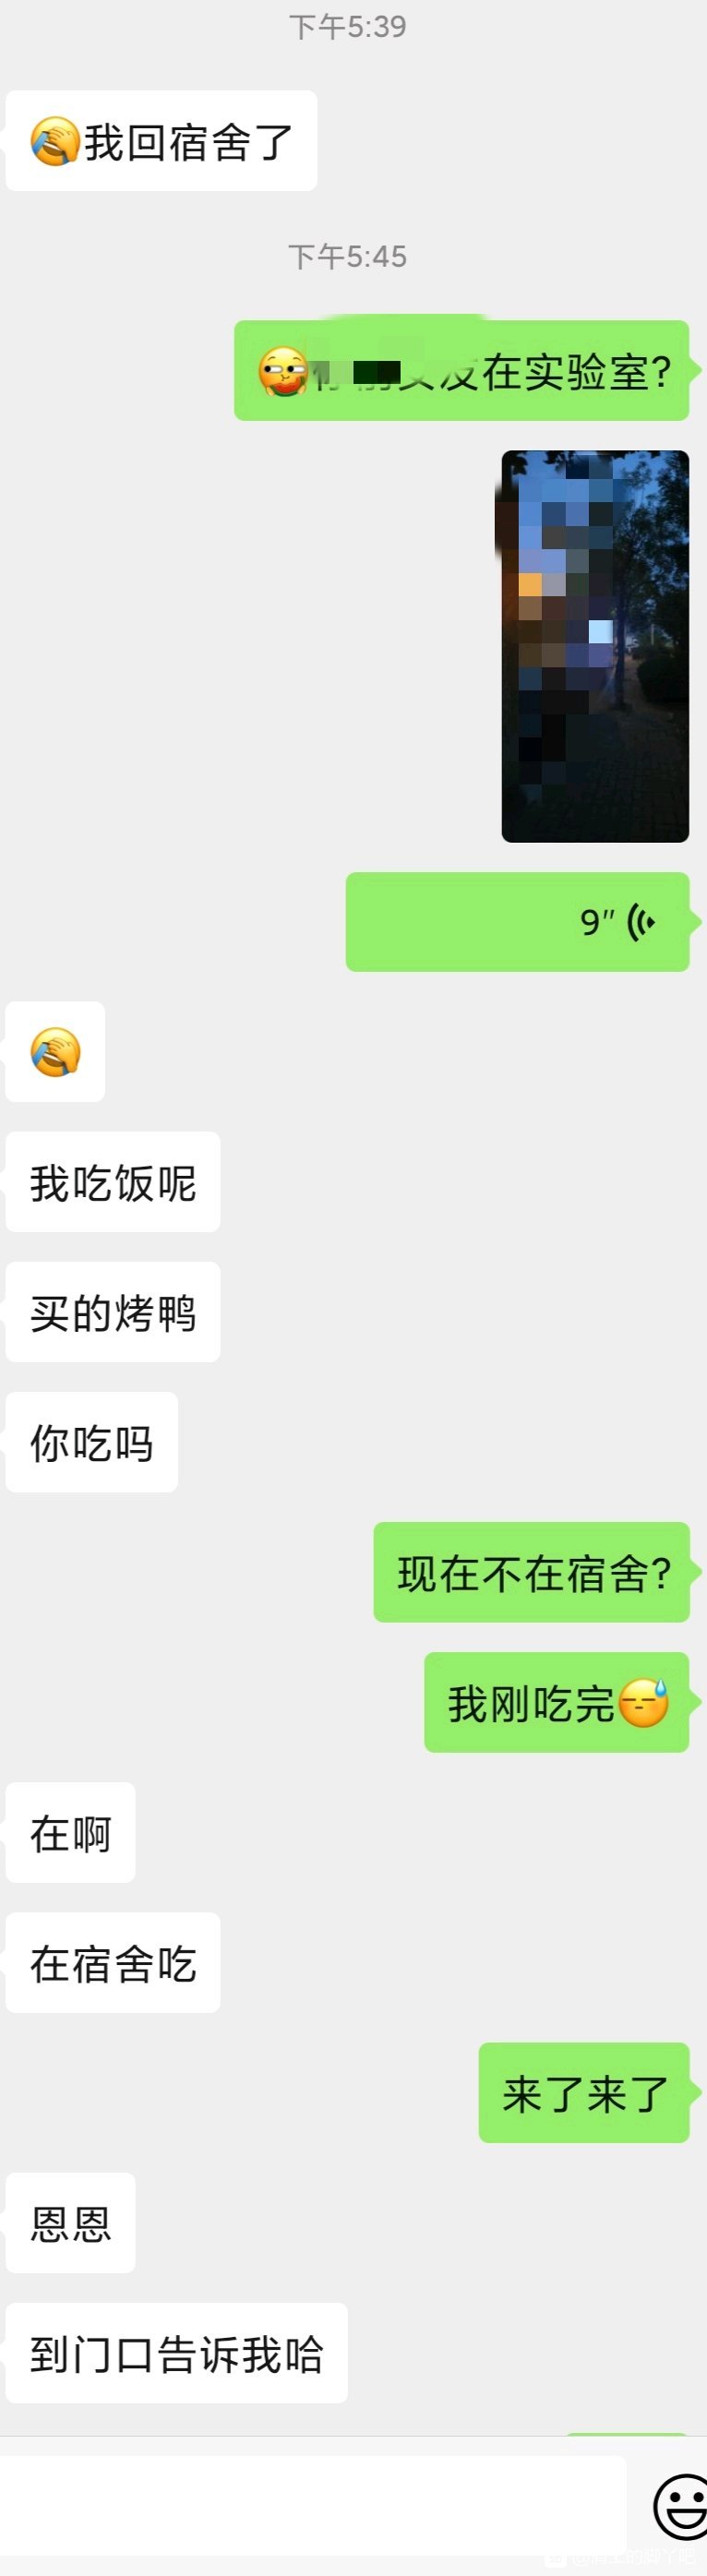 下午5:39
我回宿舍了
下午5:45
在实验室?
9"
我吃饭呢
买的烤鸭
你吃吗
现在不在宿舍?
我刚吃完
在啊
在宿舍吃
来了来了
恩恩
到门口告诉我哈